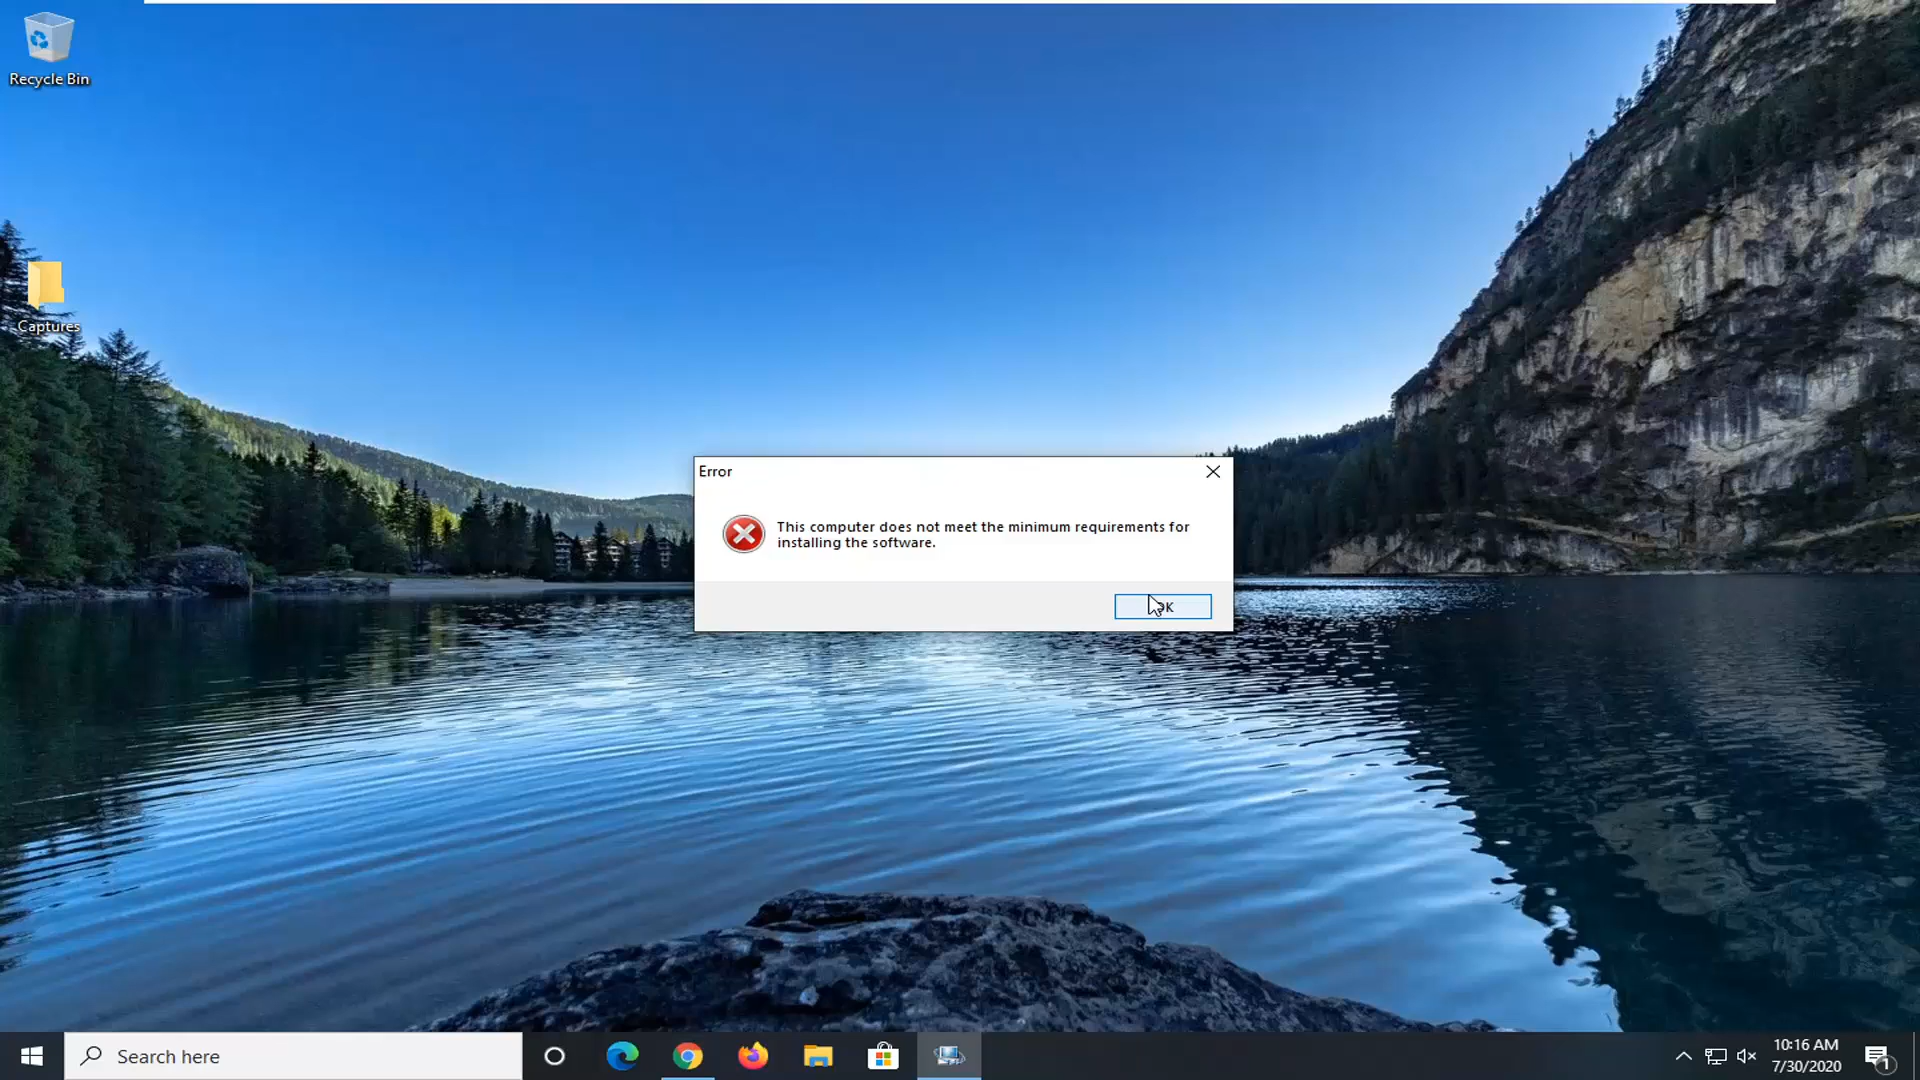 Recycle Bin
Captures
Error
This computer does not meet the minimum requirements for
installing the software.
Search here
10:16 AM
7/30/2020
1